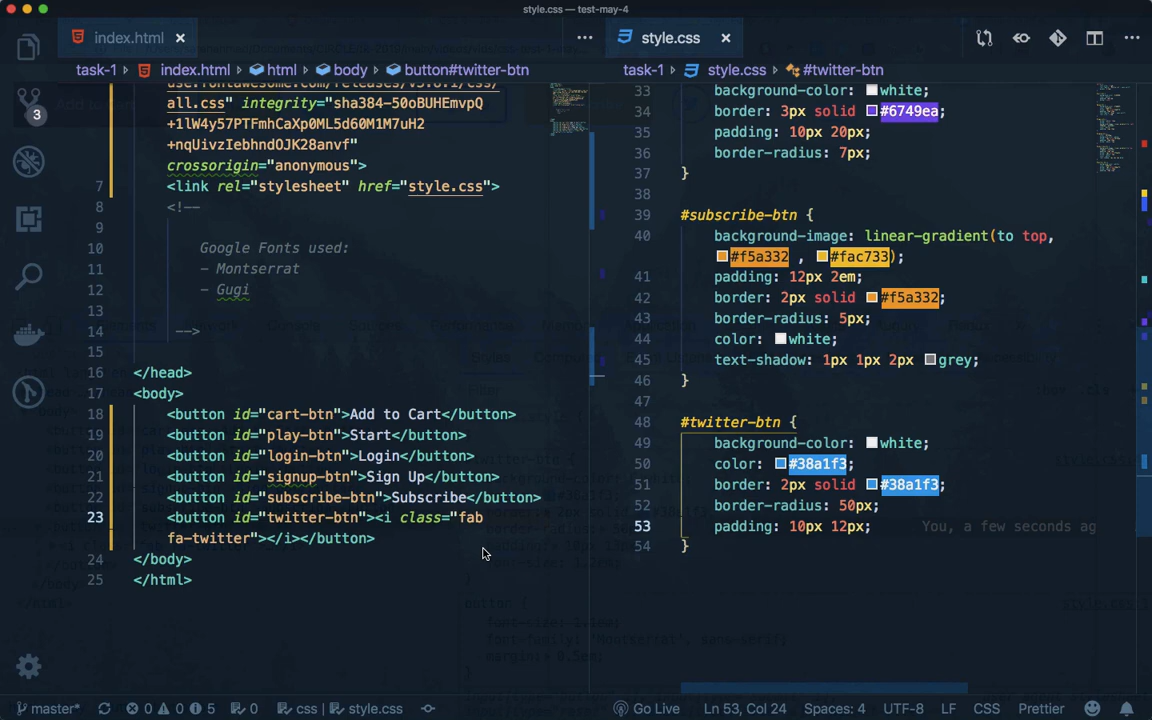 style.css — test-may-4
index.html ×
style.css ×
task-1 › index.html › html › body › button#twitter-btn
task-1 › style.css › #twitter-btn
3
use.fontawesome.com/releases/v5.8.1/css/
all.css" integrity="sha384-50oBUHEmvpQ
+1lW4y57PTFmhCaXp0ML5d60M1M7uH2
+nqUivzIebhndOJK28anvf"
crossorigin="anonymous">
7 <link rel="stylesheet" href="style.css">
8 <!--
9
10 Google Fonts used:
11 - Montserrat
12 - Gugi
13
14 -->
15
16 </head>
17 <body>
18 <button id="cart-btn">Add to Cart</button>
19 <button id="play-btn">Start</button>
20 <button id="login-btn">Login</button>
21 <button id="signup-btn">Sign Up</button>
22 <button id="subscribe-btn">Subscribe</button>
23 <button id="twitter-btn"><i class="fab
fa-twitter"></i></button>
24 </body>
25 </html>
33 background-color: white;
34 border: 3px solid #6749ea;
35 padding: 10px 20px;
36 border-radius: 7px;
37 }
38
39 #subscribe-btn {
40 background-image: linear-gradient(to top,
#f5a332 , #fac733);
41 padding: 12px 2em;
42 border: 2px solid #f5a332;
43 border-radius: 5px;
44 color: white;
45 text-shadow: 1px 1px 2px grey;
46 }
47
48 #twitter-btn {
49 background-color: white;
50 color: #38a1f3;
51 border: 2px solid #38a1f3;
52 border-radius: 50px;
53 padding: 10px 12px; You, a few seconds ag
54 }
master* 0 0 5 0 css | style.css Go Live Ln 53, Col 24 Spaces: 4 UTF-8 LF CSS Prettier